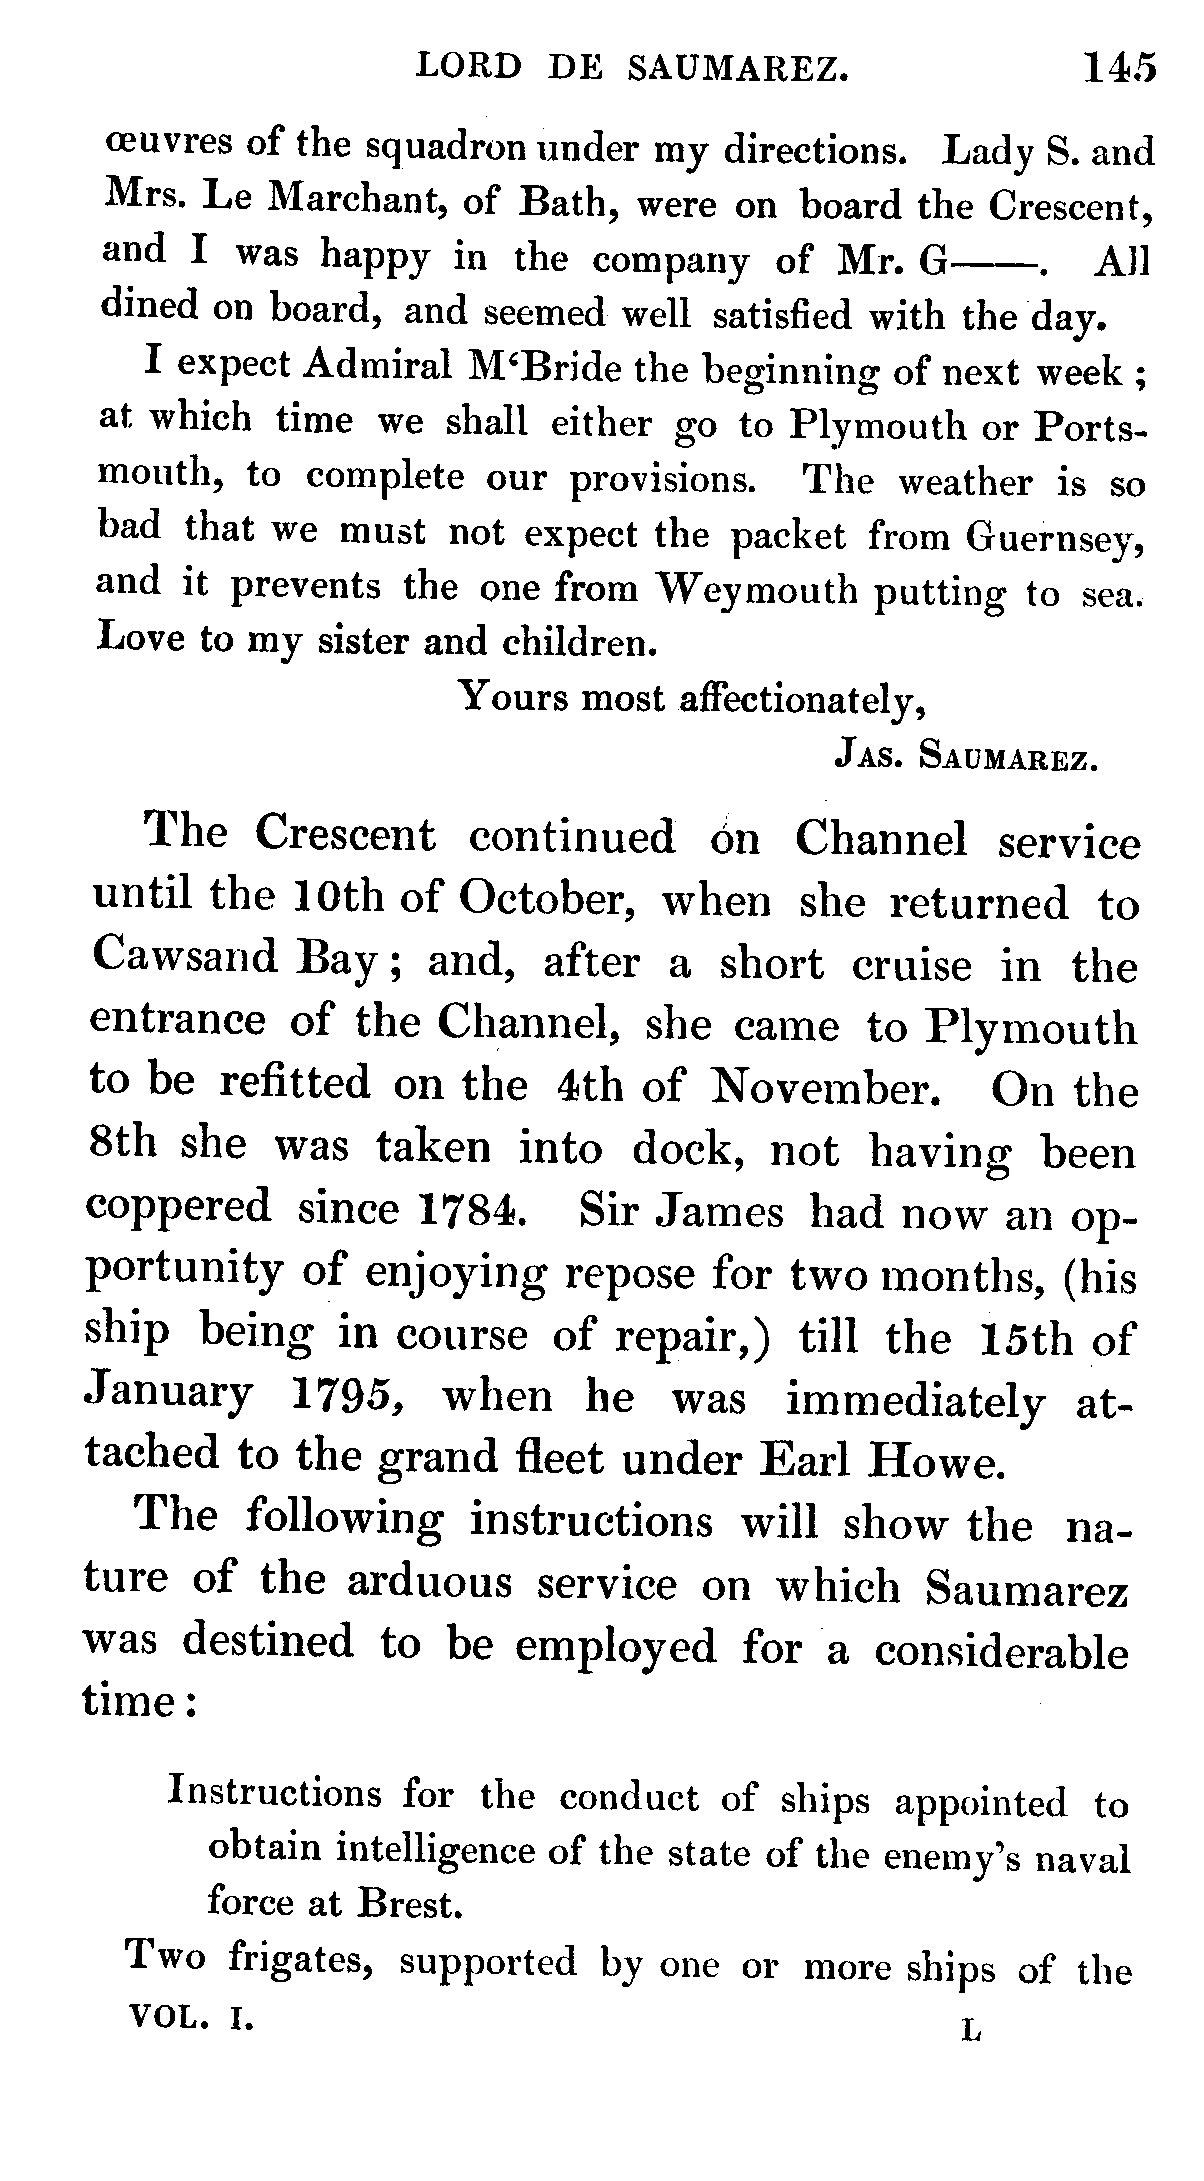 LORD DE SAUMAREZ. 145
œuvres of the squadron under my directions. Lady S. and
Mrs. Le Marchant, of Bath, were on board the Crescent,
and I was happy in the company of Mr. G——. All
dined on board, and seemed well satisfied with the day.
I expect Admiral M‘Bride the beginning of next week ;
at which time we shall either go to Plymouth or Ports-
mouth, to complete our provisions. The weather is so
bad that we must not expect the packet from Guernsey,
and it prevents the one from Weymouth putting to sea.
Love to my sister and children.
Yours most affectionately,
JAS. SAUMAREZ.
The Crescent continued on Channel service
until the 10th of October, when she returned to
Cawsand Bay ; and, after a short cruise in the
entrance of the Channel, she came to Plymouth
to be refitted on the 4th of November. On the
8th she was taken into dock, not having been
coppered since 1784. Sir James had now an op-
portunity of enjoying repose for two months, (his
ship being in course of repair,) till the 15th of
January 1795, when he was immediately at-
tached to the grand fleet under Earl Howe.
The following instructions will show the na-
ture of the arduous service on which Saumarez
was destined to be employed for a considerable
time :
Instructions for the conduct of ships appointed to
obtain intelligence of the state of the enemy's naval
force at Brest.
Two frigates, supported by one or more ships of the
VOL. I. L